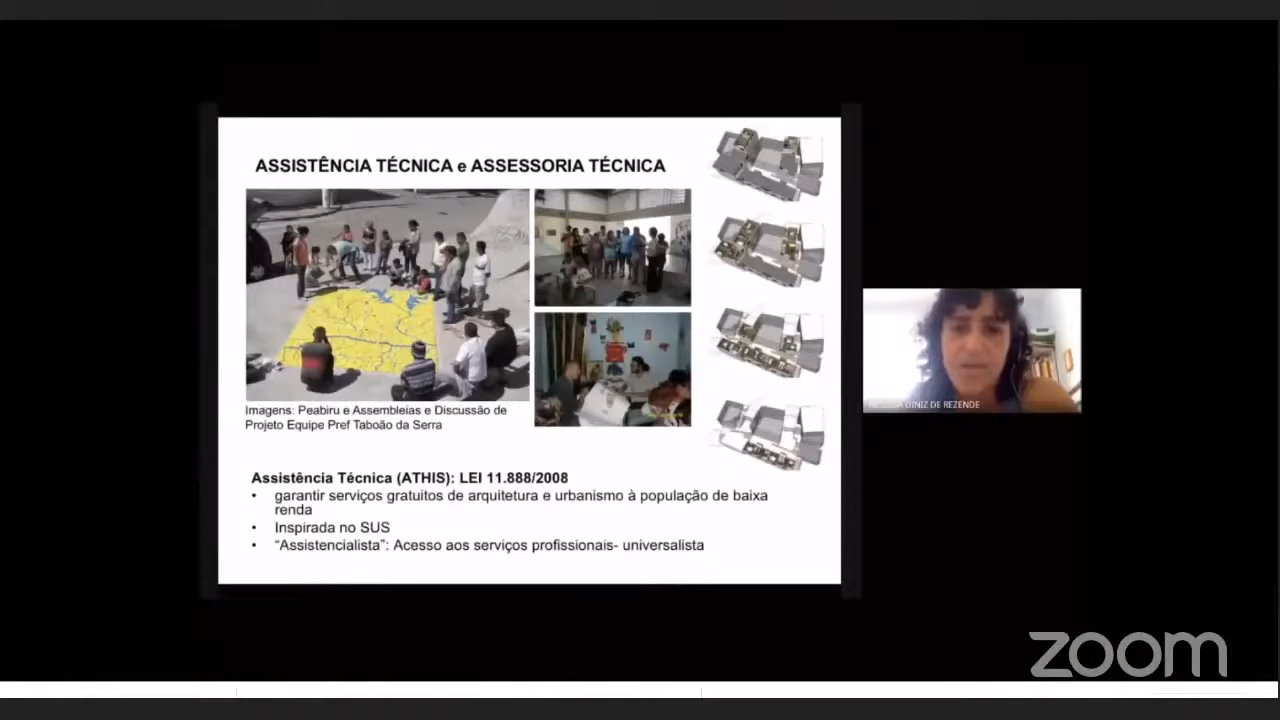 ASSISTÊNCIA TÉCNICA e ASSESSORIA TÉCNICA
Imagens: Peabiru e Assembleias e Discussão de
Projeto Equipe Pref Taboão da Serra
Assistência Técnica (ATHIS): LEI 11.888/2008
• garantir serviços gratuitos de arquitetura e urbanismo à população de baixa
renda
• Inspirada no SUS
• “Assistencialista”: Acesso aos serviços profissionais- universalista
DINIZ DE REZENDE
zoom